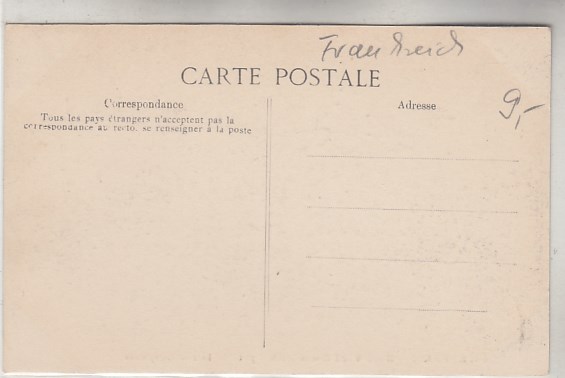 Frankreich
CARTE POSTALE
Correspondance
Tous les pays étrangers n'acceptent pas la
correspondance au recto, se renseigner à la poste
Adresse
9,-